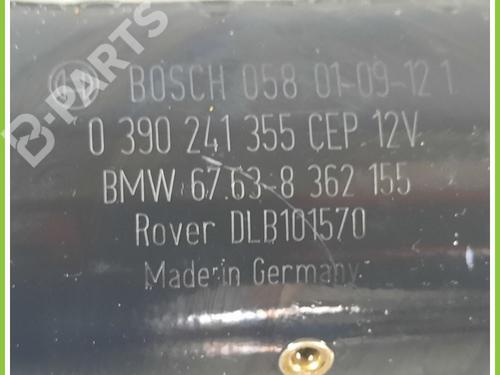 B-PARTS
BOSCH 058 01-09-12 1
0 390 241 355 CEP 12V.
BMW 67.63-8 362 155
Rover DLB101570
Made in Germany